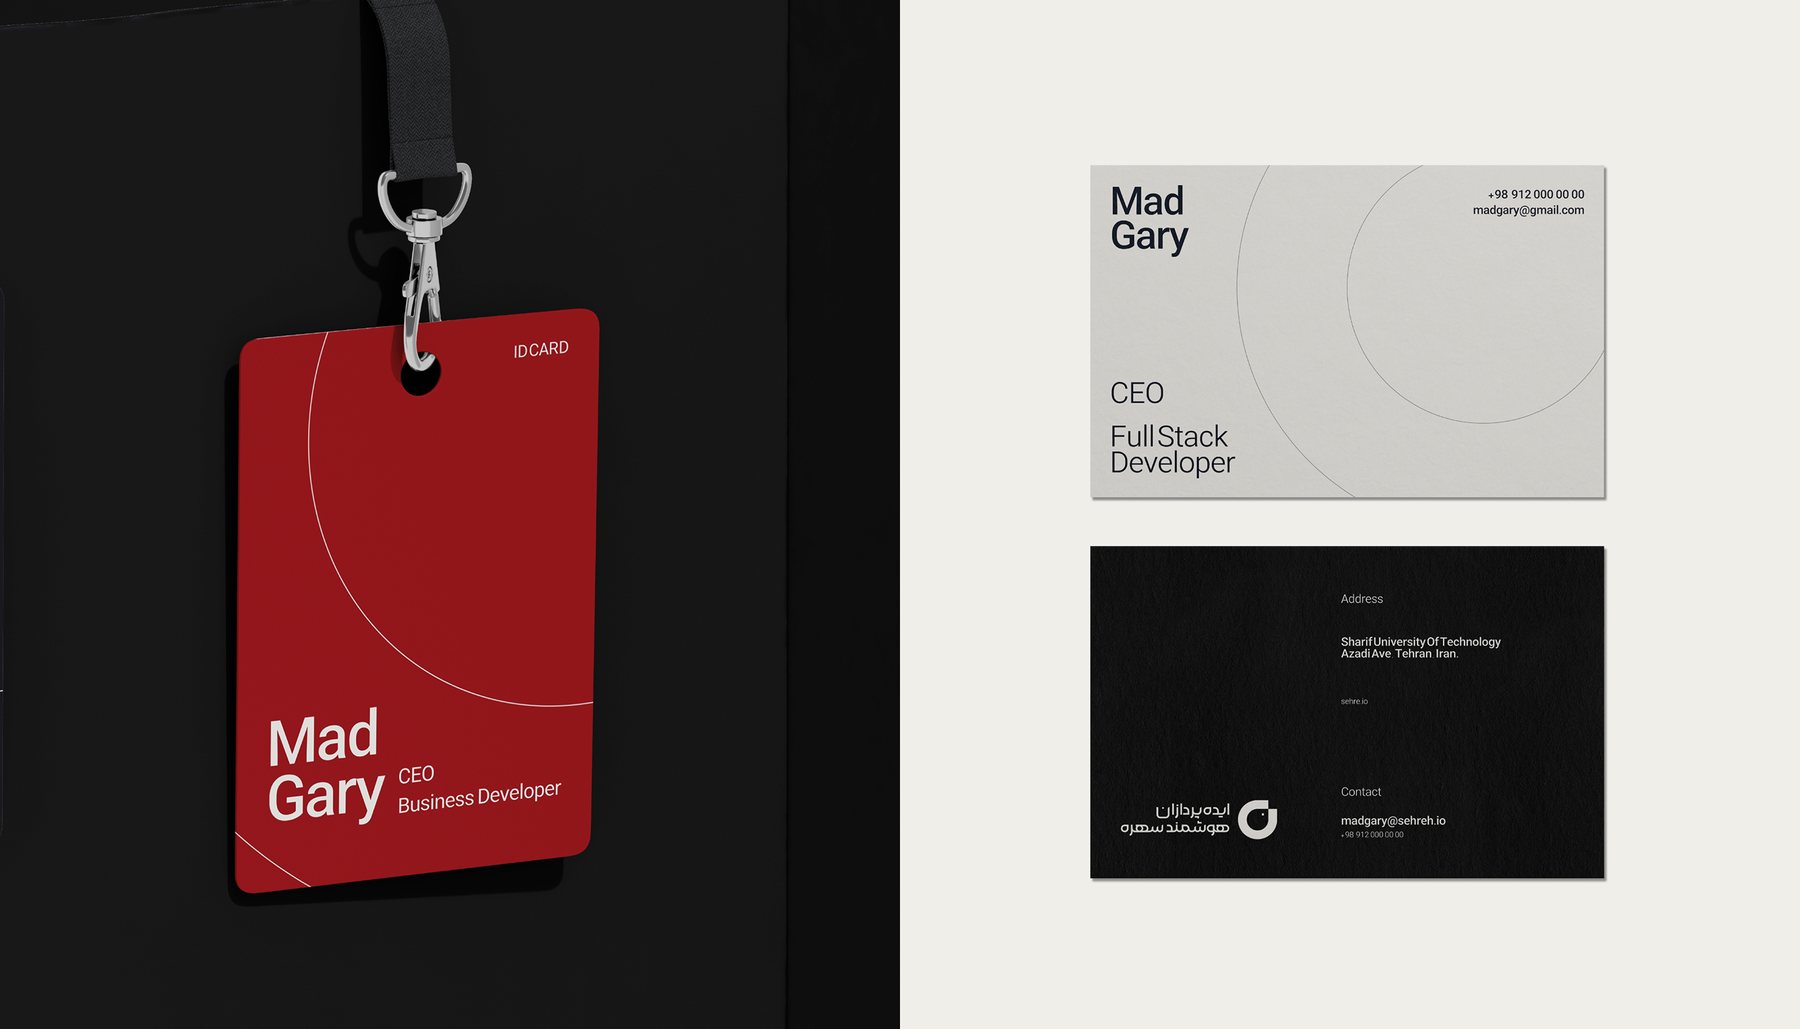 ID CARD
Mad
Gary
CEO
Business Developer
Mad
Gary
+98 912 000 00 00
madgary@gmail.com
CEO
Full Stack
Developer
Address
Sharif University Of Technology
Azadi Ave. Tehran. Iran.
sehre.io
ایده‌پردازان
هوشمند سهره
Contact
madgary@sehreh.io
+98 912 000 00 00